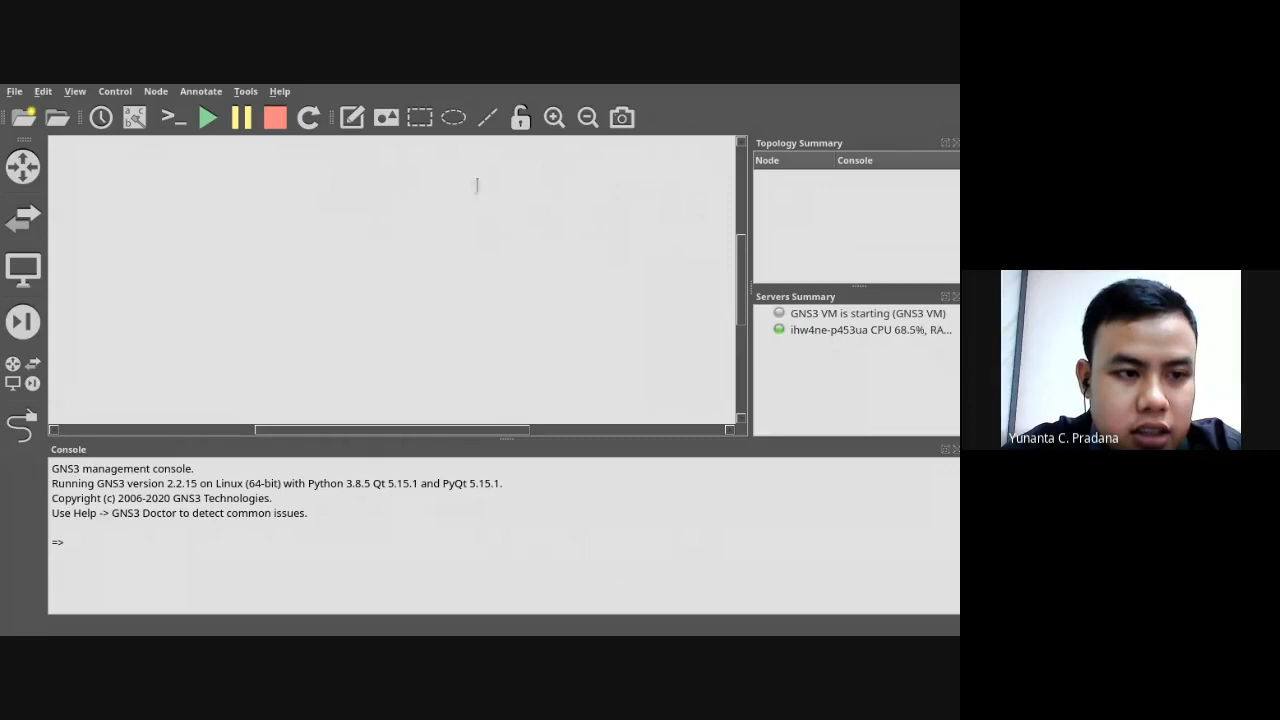 File Edit View Control Node Annotate Tools Help
Topology Summary
Node Console
Servers Summary
GNS3 VM is starting (GNS3 VM)
ihw4ne-p453ua CPU 68.5%, RA...
Yunanta C. Pradana
Console
GNS3 management console.
Running GNS3 version 2.2.15 on Linux (64-bit) with Python 3.8.5 Qt 5.15.1 and PyQt 5.15.1.
Copyright (c) 2006-2020 GNS3 Technologies.
Use Help -> GNS3 Doctor to detect common issues.
=>